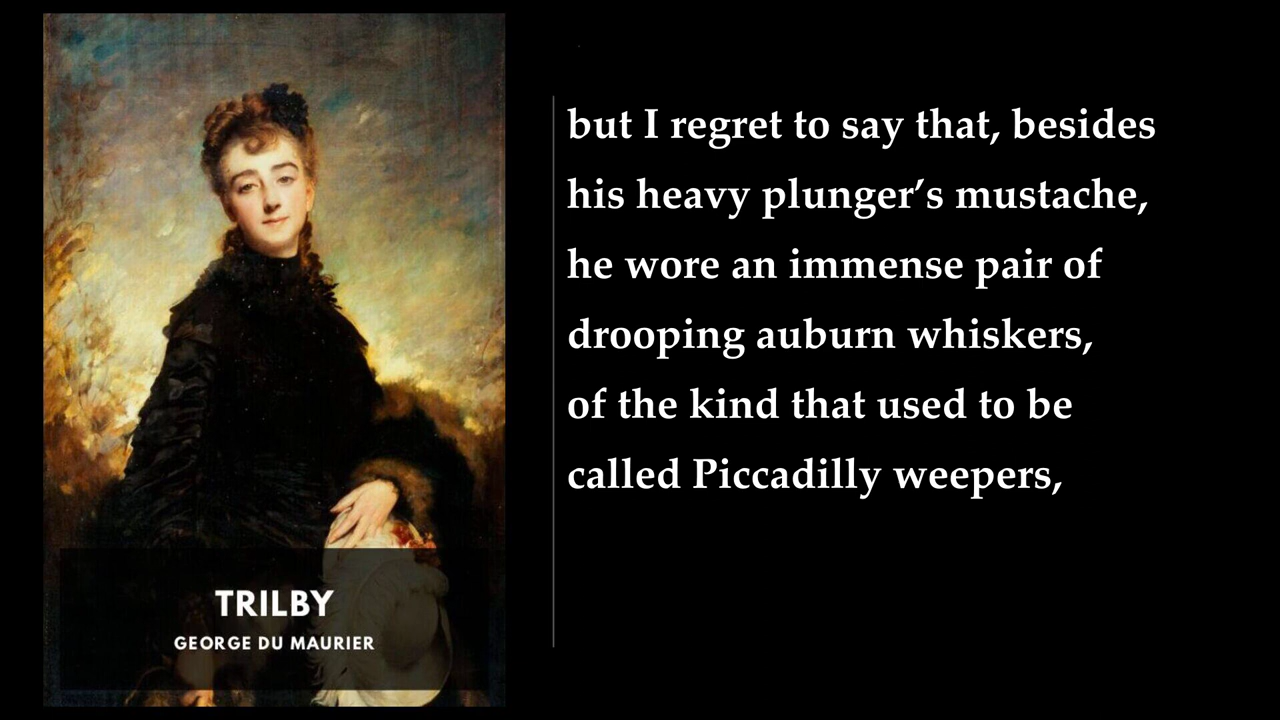 TRILBY
GEORGE DU MAURIER
but I regret to say that, besides
his heavy plunger’s mustache,
he wore an immense pair of
drooping auburn whiskers,
of the kind that used to be
called Piccadilly weepers,